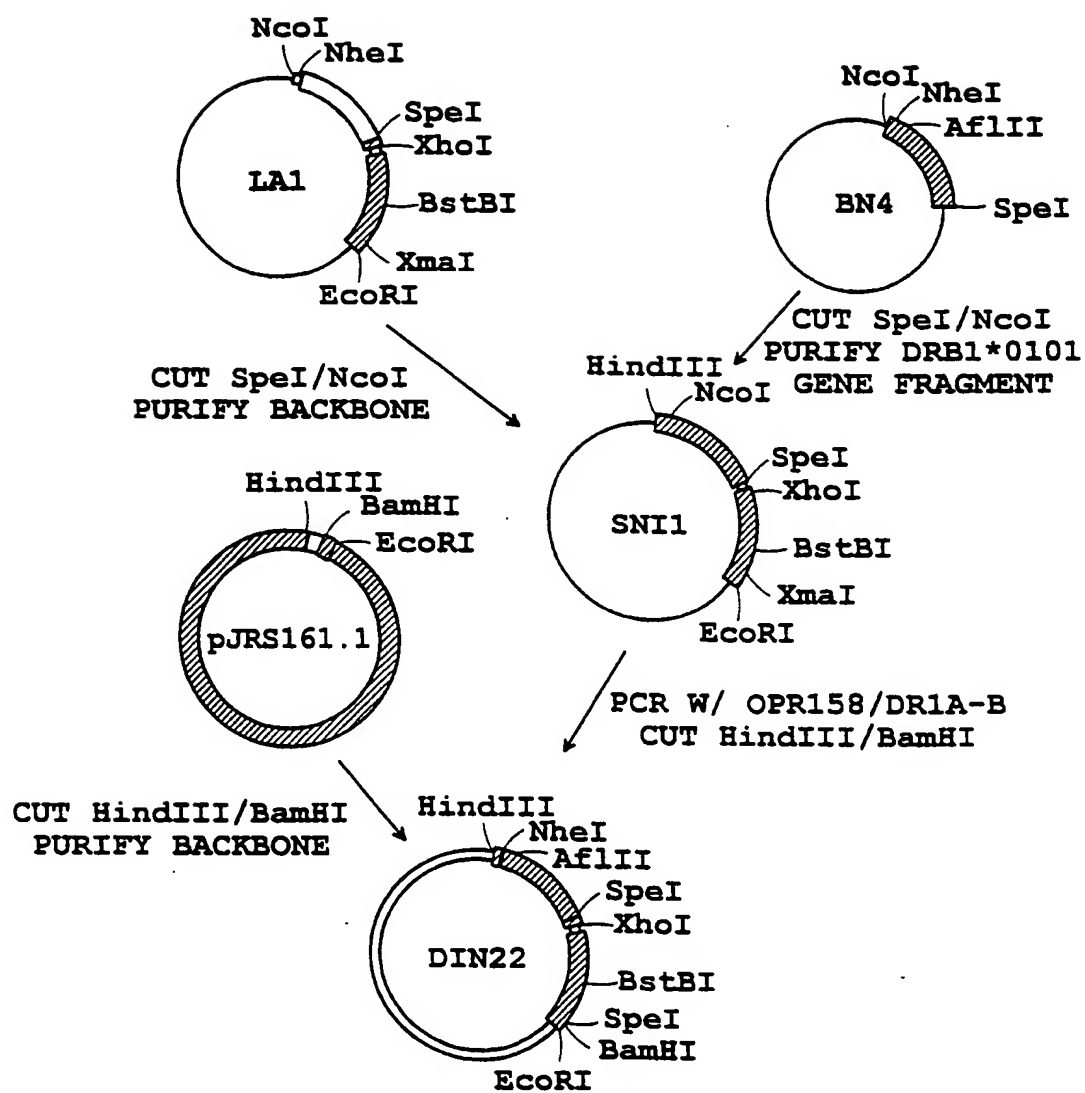 NcoI
NheI
SpeI
XhoI
LA1
BstBI
XmaI
EcoRI
NcoI
NheI
AflII
BN4
SpeI
CUT SpeI/NcoI
PURIFY BACKBONE
CUT SpeI/NcoI
PURIFY DRB1*0101
GENE FRAGMENT
HindIII
NcoI
SpeI
XhoI
SNI1
BstBI
XmaI
EcoRI
HindIII
BamHI
EcoRI
pJRS161.1
PCR W/ OPR158/DR1A-B
CUT HindIII/BamHI
CUT HindIII/BamHI
PURIFY BACKBONE
HindIII
NheI
AflII
SpeI
XhoI
DIN22
BstBI
SpeI
BamHI
EcoRI